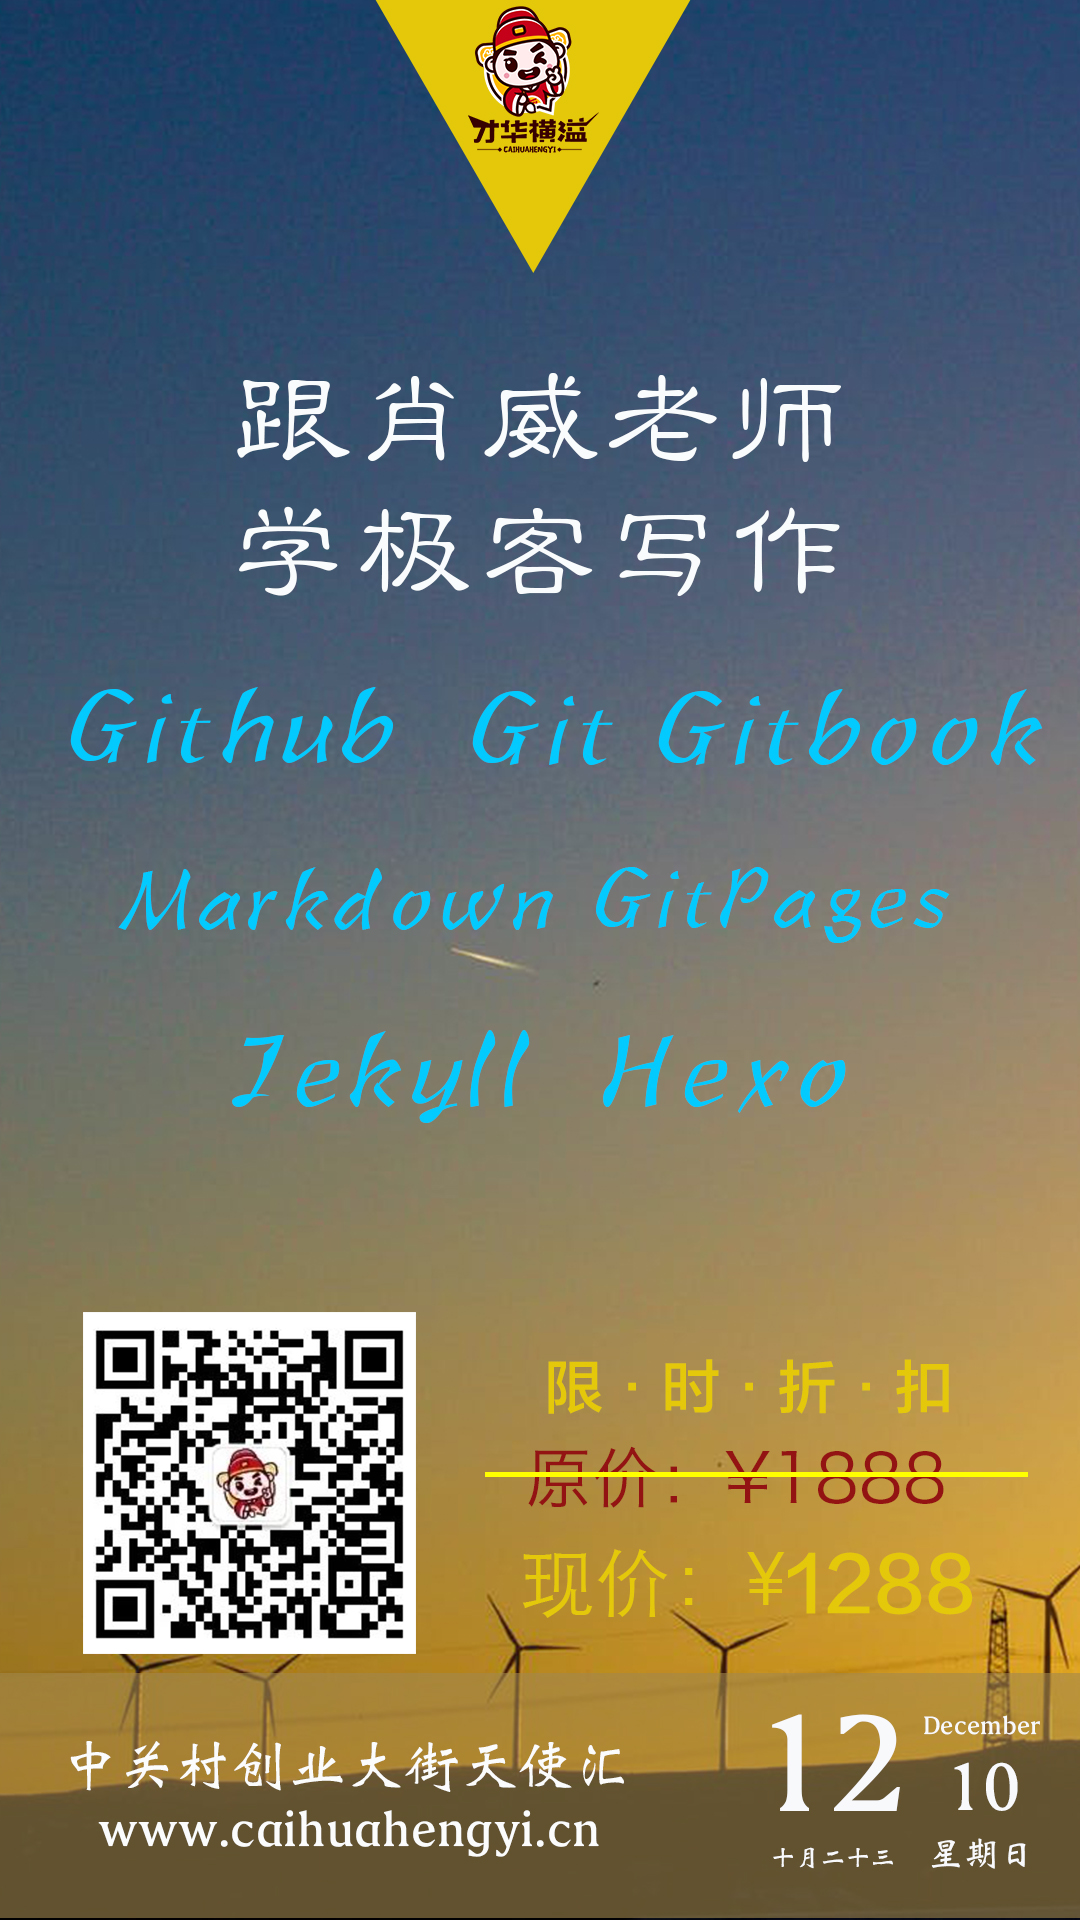 才华横溢
CAIHUAHENGYI
跟肖威老师
学极客写作
Github Git Gitbook
Markdown GitPages
Jekyll Hexo
限·时·折·扣
原价：¥1888
现价：¥1288
中关村创业大街天使汇
www.caihuahengyi.cn
12
December
10
十月二十三
星期日